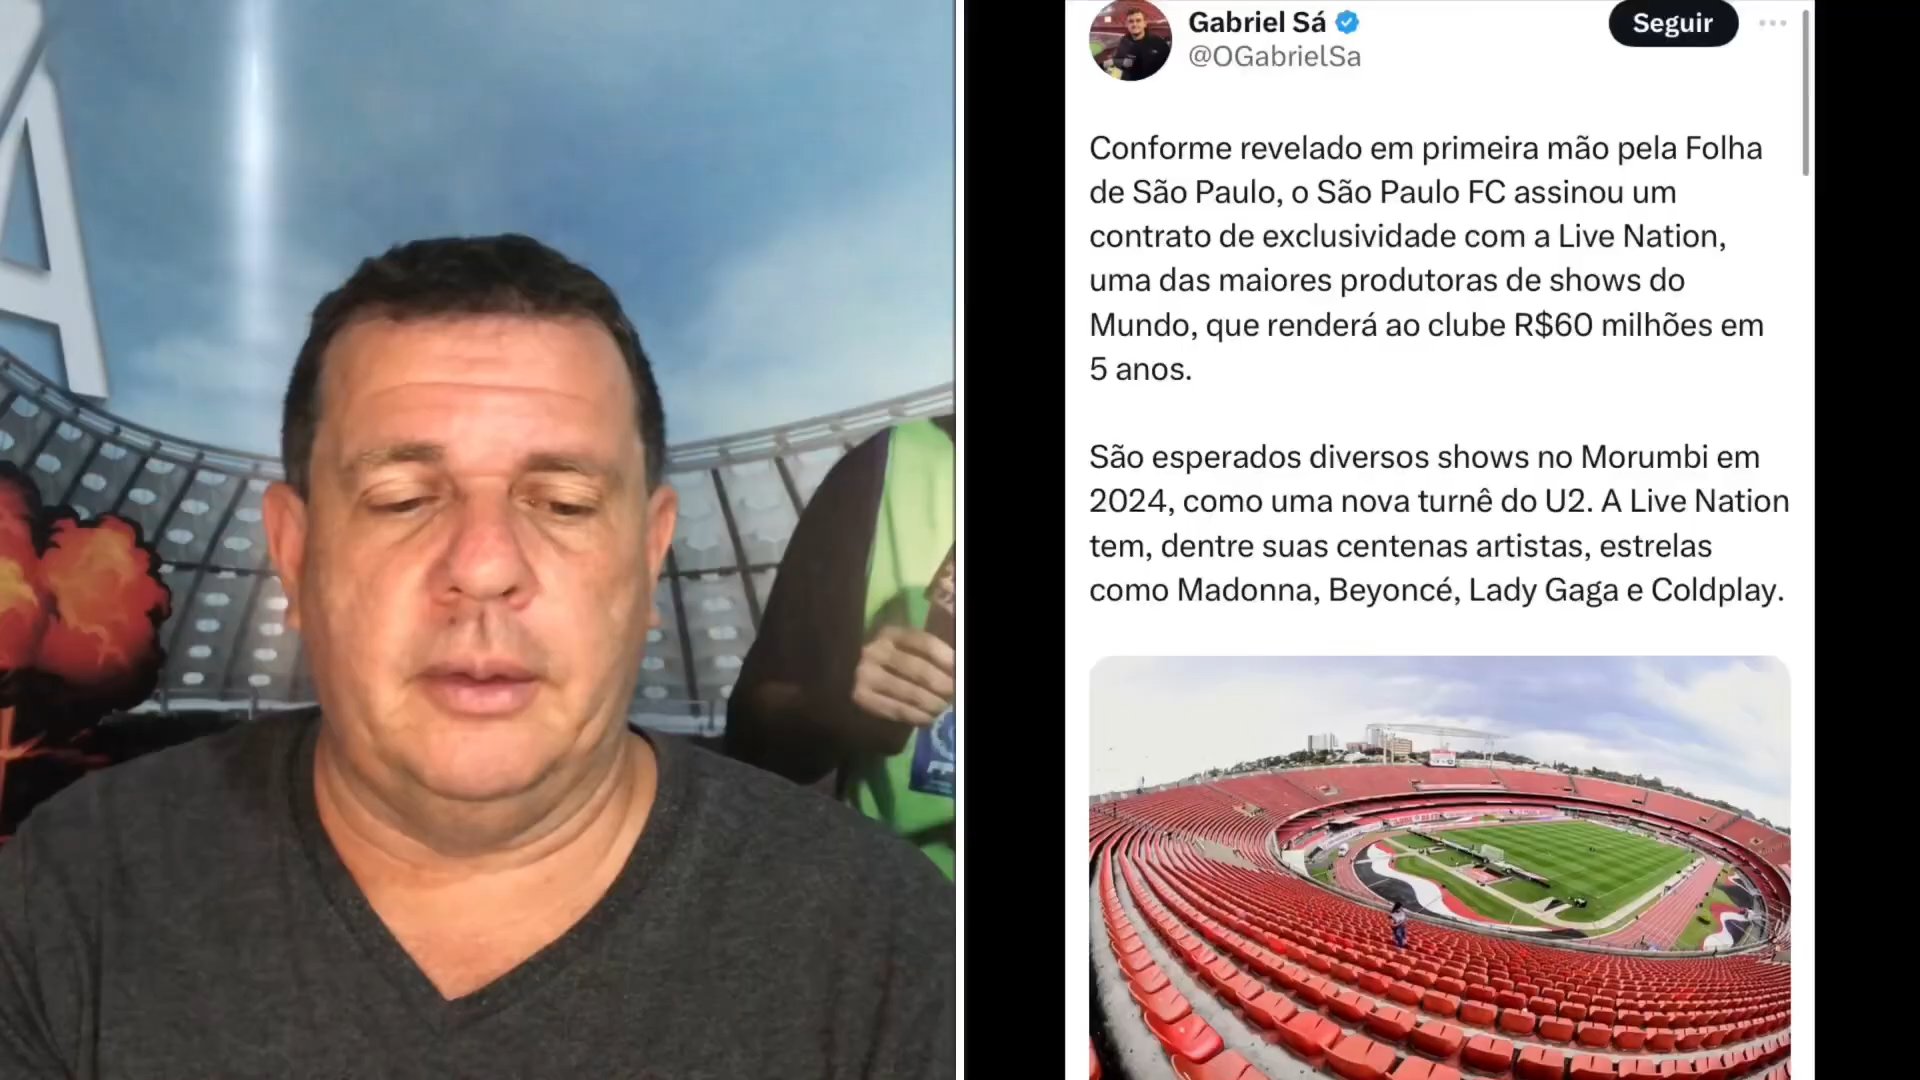 A
Gabriel Sá
Seguir
@OGabrielSa
Conforme revelado em primeira mão pela Folha
de São Paulo, o São Paulo FC assinou um
contrato de exclusividade com a Live Nation,
uma das maiores produtoras de shows do
Mundo, que renderá ao clube R$60 milhões em
5 anos.
São esperados diversos shows no Morumbi em
2024, como uma nova turnê do U2. A Live Nation
tem, dentre suas centenas artistas, estrelas
como Madonna, Beyoncé, Lady Gaga e Coldplay.